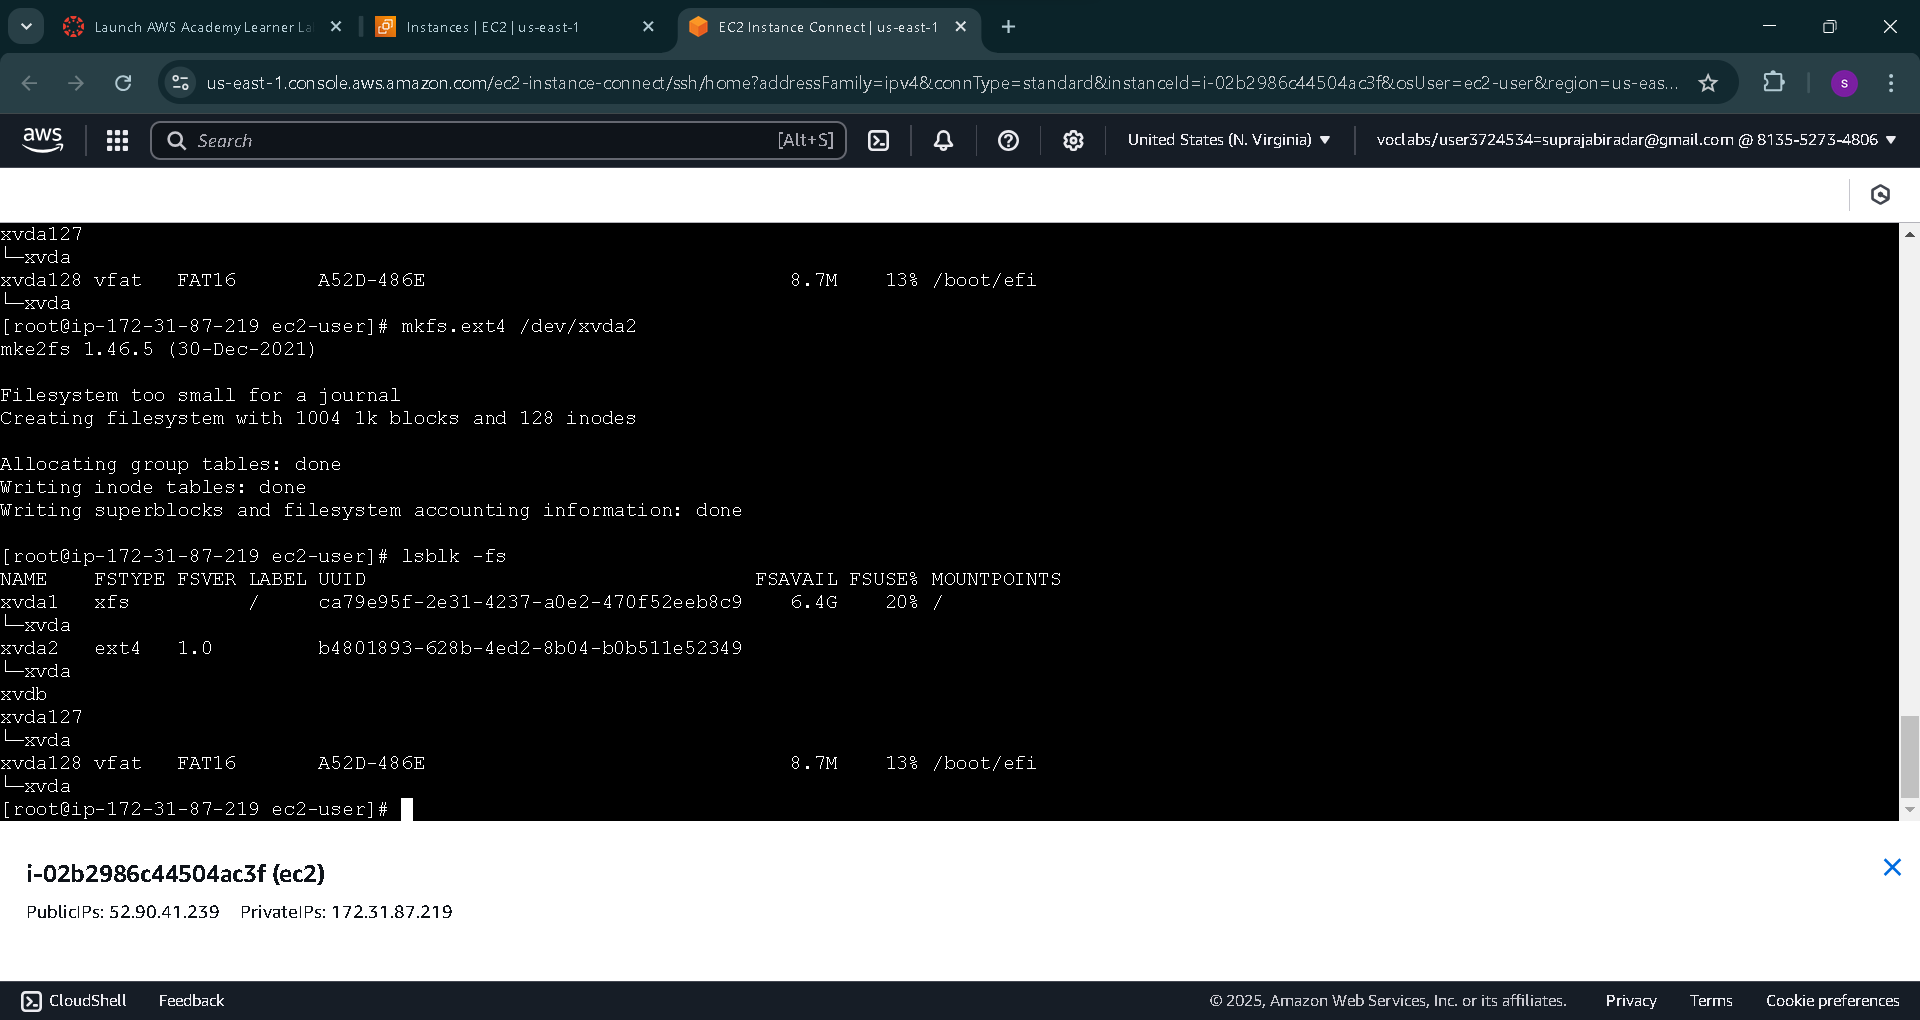 Launch AWS Academy Learner La
Instances | EC2 | us-east-1
EC2 Instance Connect | us-east-1
us-east-1.console.aws.amazon.com/ec2-instance-connect/ssh/home?addressFamily=ipv4&connType=standard&instanceId=i-02b2986c44504ac3f&osUser=ec2-user&region=us-eas...
s
aws
Search
[Alt+S]
United States (N. Virginia) ▼
voclabs/user3724534=suprajabiradar@gmail.com @ 8135-5273-4806 ▼
xvda127
└─xvda
xvda128 vfat   FAT16       A52D-486E                               8.7M    13% /boot/efi
└─xvda
[root@ip-172-31-87-219 ec2-user]# mkfs.ext4 /dev/xvda2
mke2fs 1.46.5 (30-Dec-2021)
Filesystem too small for a journal
Creating filesystem with 1004 1k blocks and 128 inodes
Allocating group tables: done
Writing inode tables: done
Writing superblocks and filesystem accounting information: done
[root@ip-172-31-87-219 ec2-user]# lsblk -fs
NAME    FSTYPE FSVER LABEL UUID                                 FSAVAIL FSUSE% MOUNTPOINTS
xvda1   xfs          /     ca79e95f-2e31-4237-a0e2-470f52eeb8c9    6.4G    20% /
└─xvda
xvda2   ext4   1.0         b4801893-628b-4ed2-8b04-b0b511e52349
└─xvda
xvdb
xvda127
└─xvda
xvda128 vfat   FAT16       A52D-486E                               8.7M    13% /boot/efi
└─xvda
[root@ip-172-31-87-219 ec2-user]#
i-02b2986c44504ac3f (ec2)
PublicIPs: 52.90.41.239    PrivateIPs: 172.31.87.219
CloudShell
Feedback
© 2025, Amazon Web Services, Inc. or its affiliates.
Privacy
Terms
Cookie preferences